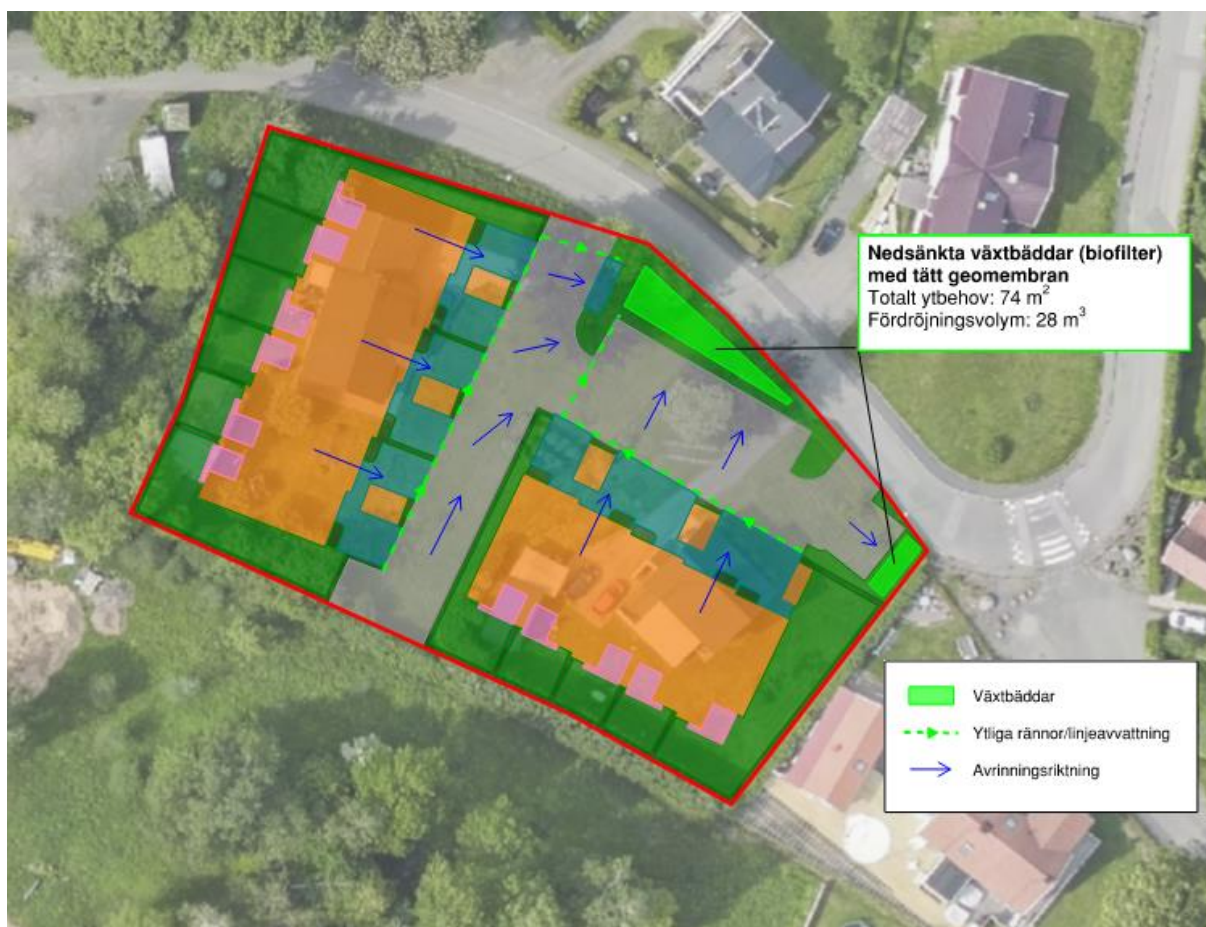 Nedsänkta växtbäddar (biofilter)
med tätt geomembran
Totalt ytbehov: 74 m²
Fördröjningsvolym: 28 m³
Växtbäddar
Ytliga rännor/linjeavvattning
Avrinningsriktning